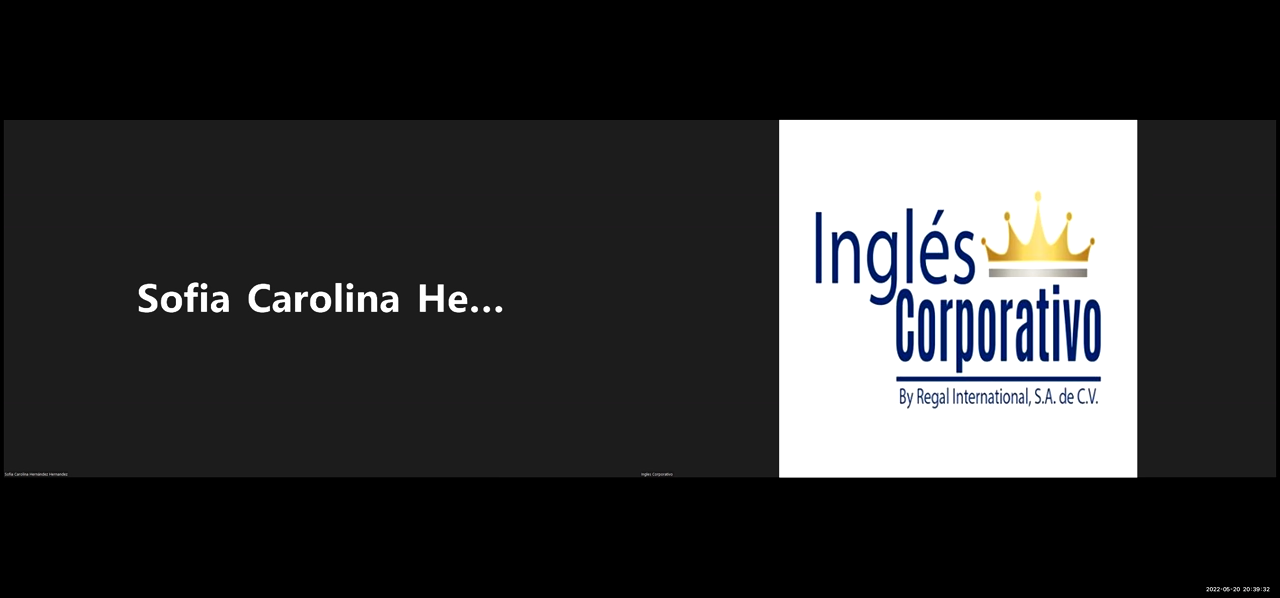 Sofia Carolina He...
Inglés
Corporativo
By Regal International, S.A. de C.V.
Sofia Carolina Hernández Hernandez
Inglés Corporativo
2022-05-20 20:39:32